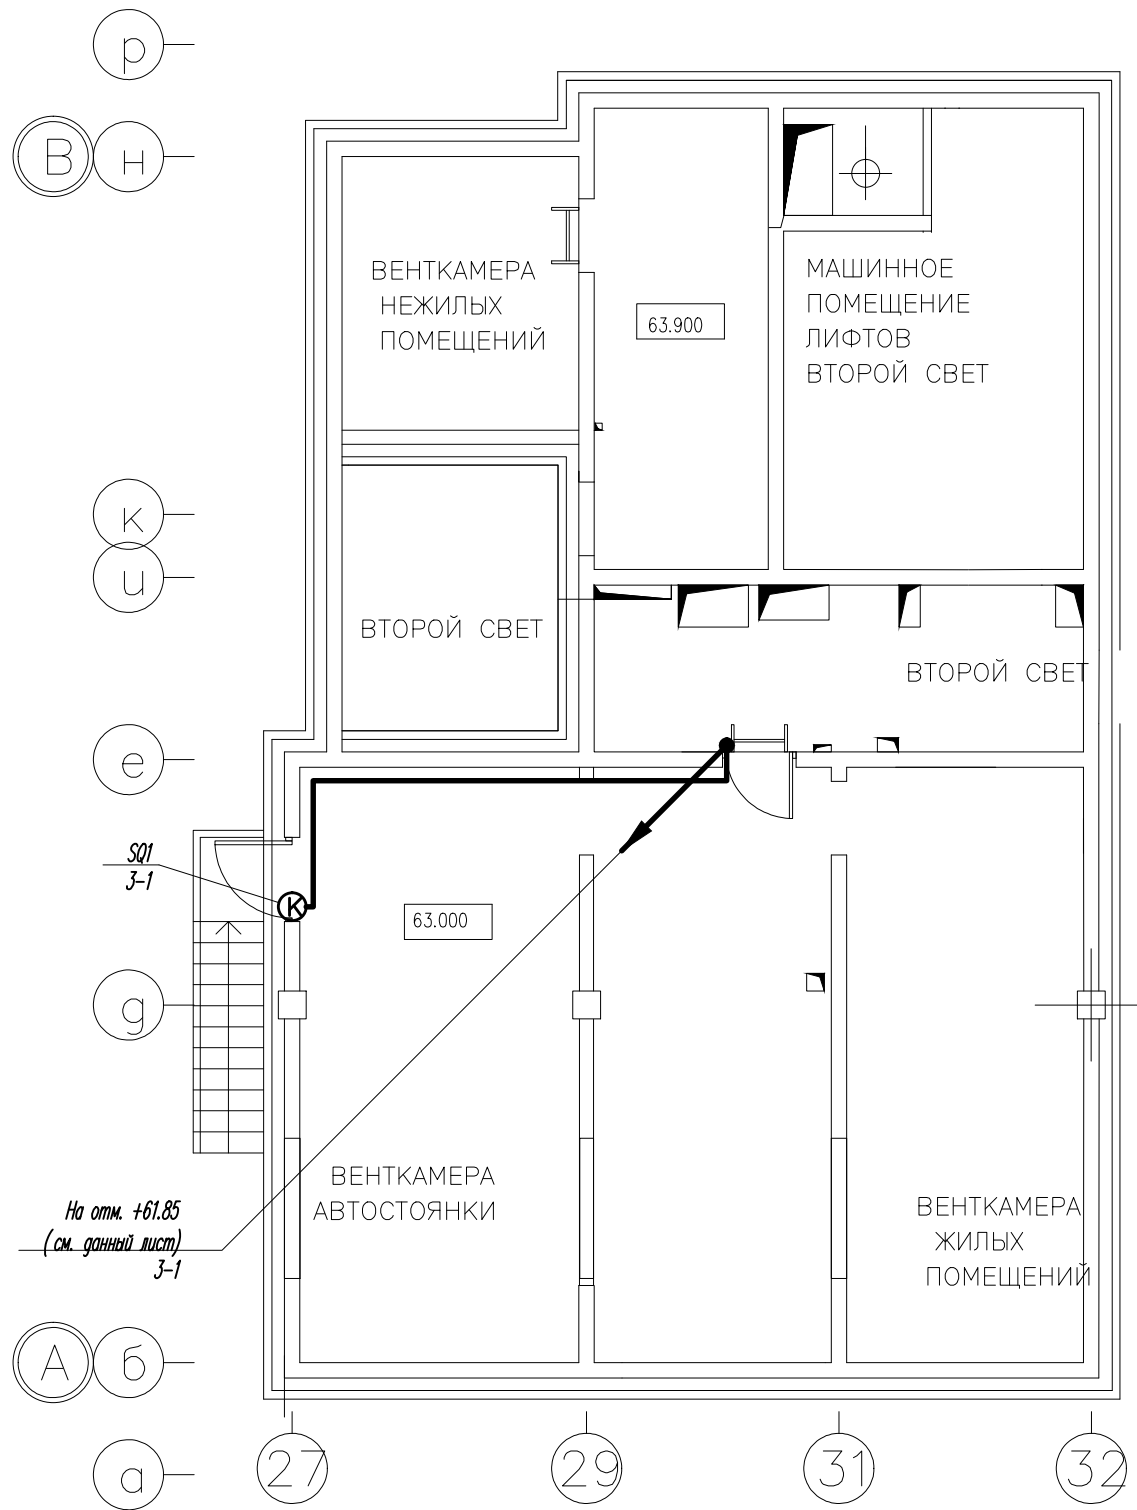 р
В
н
ВЕНТКАМЕРА
НЕЖИЛЫХ
ПОМЕЩЕНИЙ
63.900
МАШИННОЕ
ПОМЕЩЕНИЕ
ЛИФТОВ
ВТОРОЙ СВЕТ
к
и
ВТОРОЙ СВЕТ
ВТОРОЙ СВЕТ
е
SQ1
3-1
К
63.000
д
ВЕНТКАМЕРА
АВТОСТОЯНКИ
ВЕНТКАМЕРА
ЖИЛЫХ
ПОМЕЩЕНИЙ
На отм. +61.85
(см. данный лист)
3-1
А
б
а
27
29
31
32